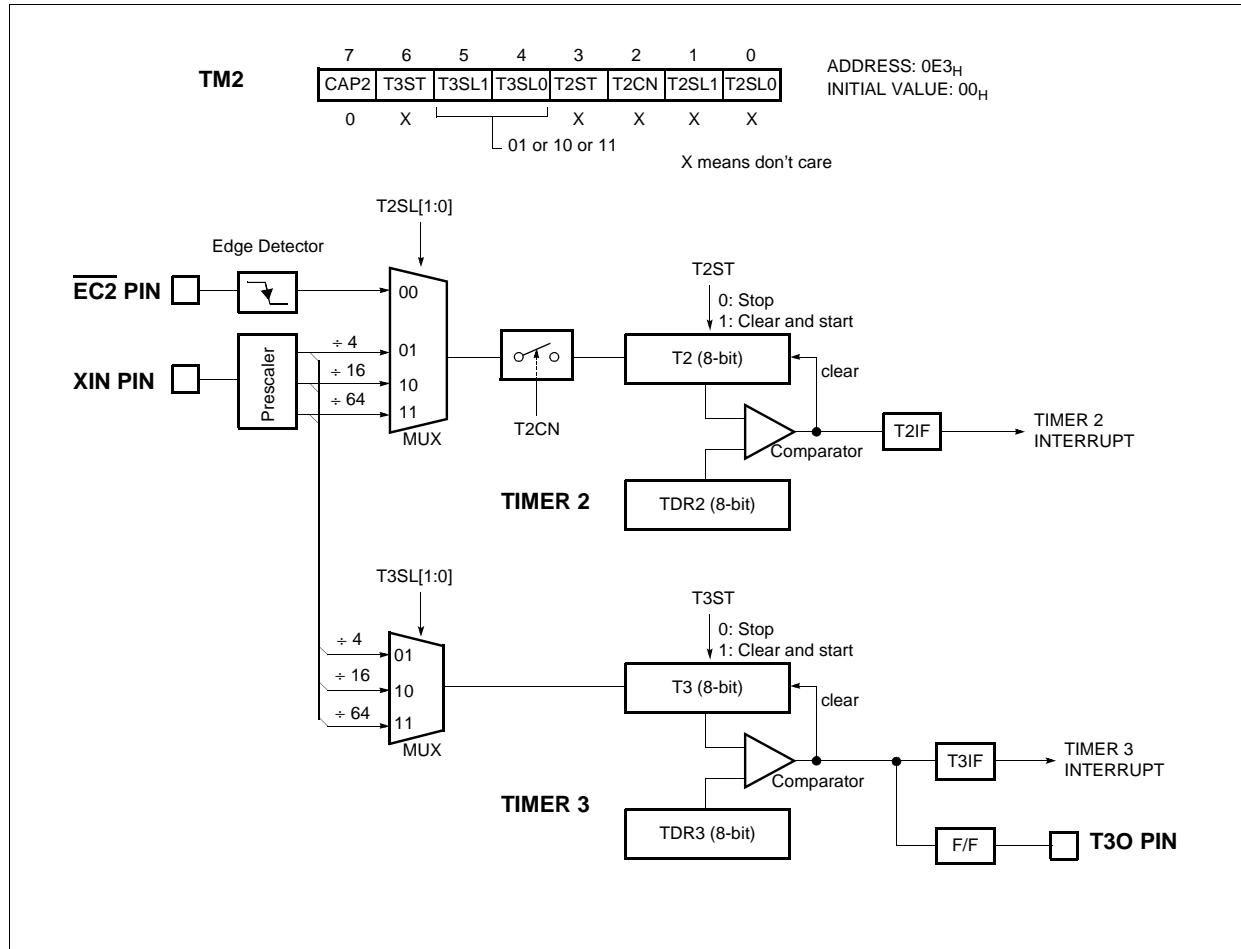 7 6 5 4 3 2 1 0
TM2 CAP2 T3ST T3SL1 T3SL0 T2ST T2CN T2SL1 T2SL0
ADDRESS: 0E3H
INITIAL VALUE: 00H
0 X X X X X
01 or 10 or 11
X means don't care
T2SL[1:0]
Edge Detector
EC2 PIN
00
T2ST
0: Stop
1: Clear and start
XIN PIN
Prescaler
÷ 4
÷ 16
÷ 64
01
10
11
MUX
T2CN
T2 (8-bit)
clear
Comparator
T2IF
TIMER 2
INTERRUPT
TIMER 2
TDR2 (8-bit)
T3SL[1:0]
T3ST
0: Stop
1: Clear and start
÷ 4
÷ 16
÷ 64
01
10
11
MUX
T3 (8-bit)
clear
Comparator
T3IF
TIMER 3
INTERRUPT
TIMER 3
TDR3 (8-bit)
F/F
T3O PIN